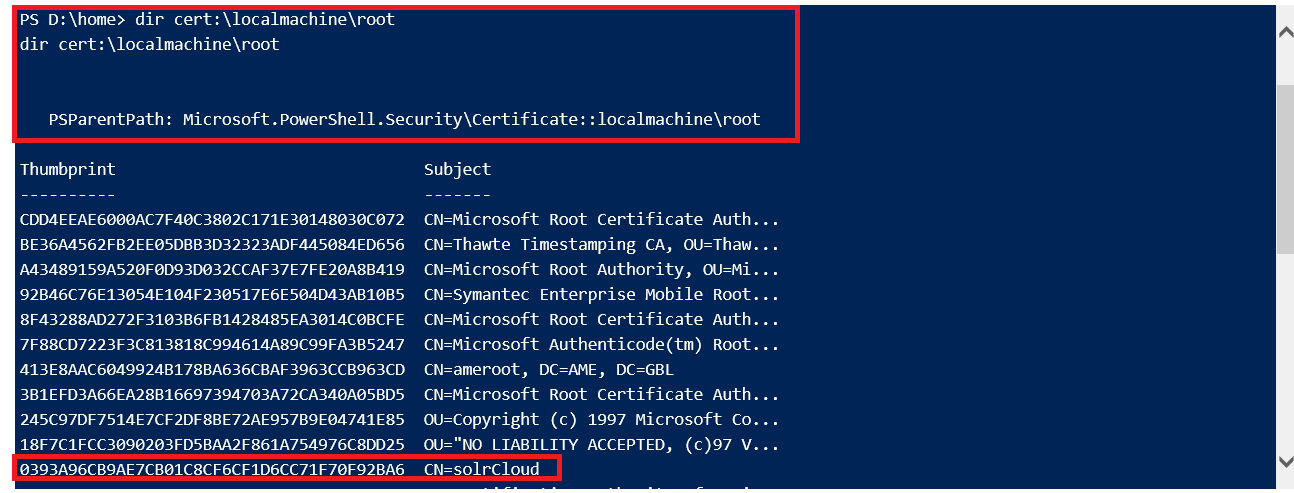 PS D:\home> dir cert:\localmachine\root
dir cert:\localmachine\root
PSParentPath: Microsoft.PowerShell.Security\Certificate::localmachine\root
Thumbprint Subject
---------- -------
CDD4EEAE6000AC7F40C3802C171E30148030C072 CN=Microsoft Root Certificate Auth...
BE36A4562FB2EE05DBB3D32323ADF445084ED656 CN=Thawte Timestamping CA, OU=Thaw...
A43489159A520F0D93D032CCAF37E7FE20A8B419 CN=Microsoft Root Authority, OU=Mi...
92B46C76E13054E104F230517E6E504D43AB10B5 CN=Symantec Enterprise Mobile Root...
8F43288AD272F3103B6FB1428485EA3014C0BCFE CN=Microsoft Root Certificate Auth...
7F88CD7223F3C813818C994614A89C99FA3B5247 CN=Microsoft Authenticode(tm) Root...
413E8AAC6049924B178BA636CBAF3963CCB963CD CN=ameroot, DC=AME, DC=GBL
3B1EFD3A66EA28B16697394703A72CA340A05BD5 CN=Microsoft Root Certificate Auth...
245C97DF7514E7CF2DF8BE72AE957B9E04741E85 OU=Copyright (c) 1997 Microsoft Co...
18F7C1FCC3090203FD5BAA2F861A754976C8DD25 OU="NO LIABILITY ACCEPTED, (c)97 V...
0393A96CB9AE7CB01C8CF6CF1D6CC71F70F92BA6 CN=solrCloud